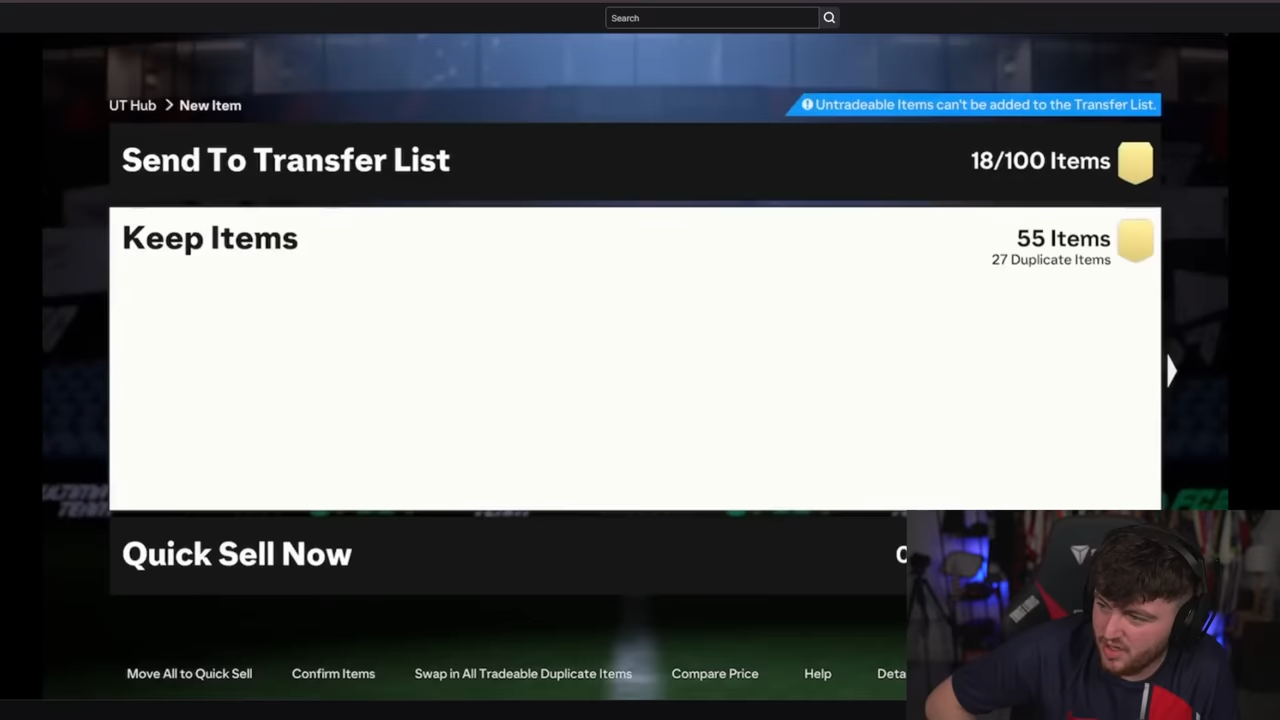 Search
UT Hub > New Item
Untradeable Items can't be added to the Transfer List.
Send To Transfer List
18/100 Items
Keep Items
55 Items
27 Duplicate Items
Quick Sell Now
Move All to Quick Sell
Confirm Items
Swap in All Tradeable Duplicate Items
Compare Price
Help